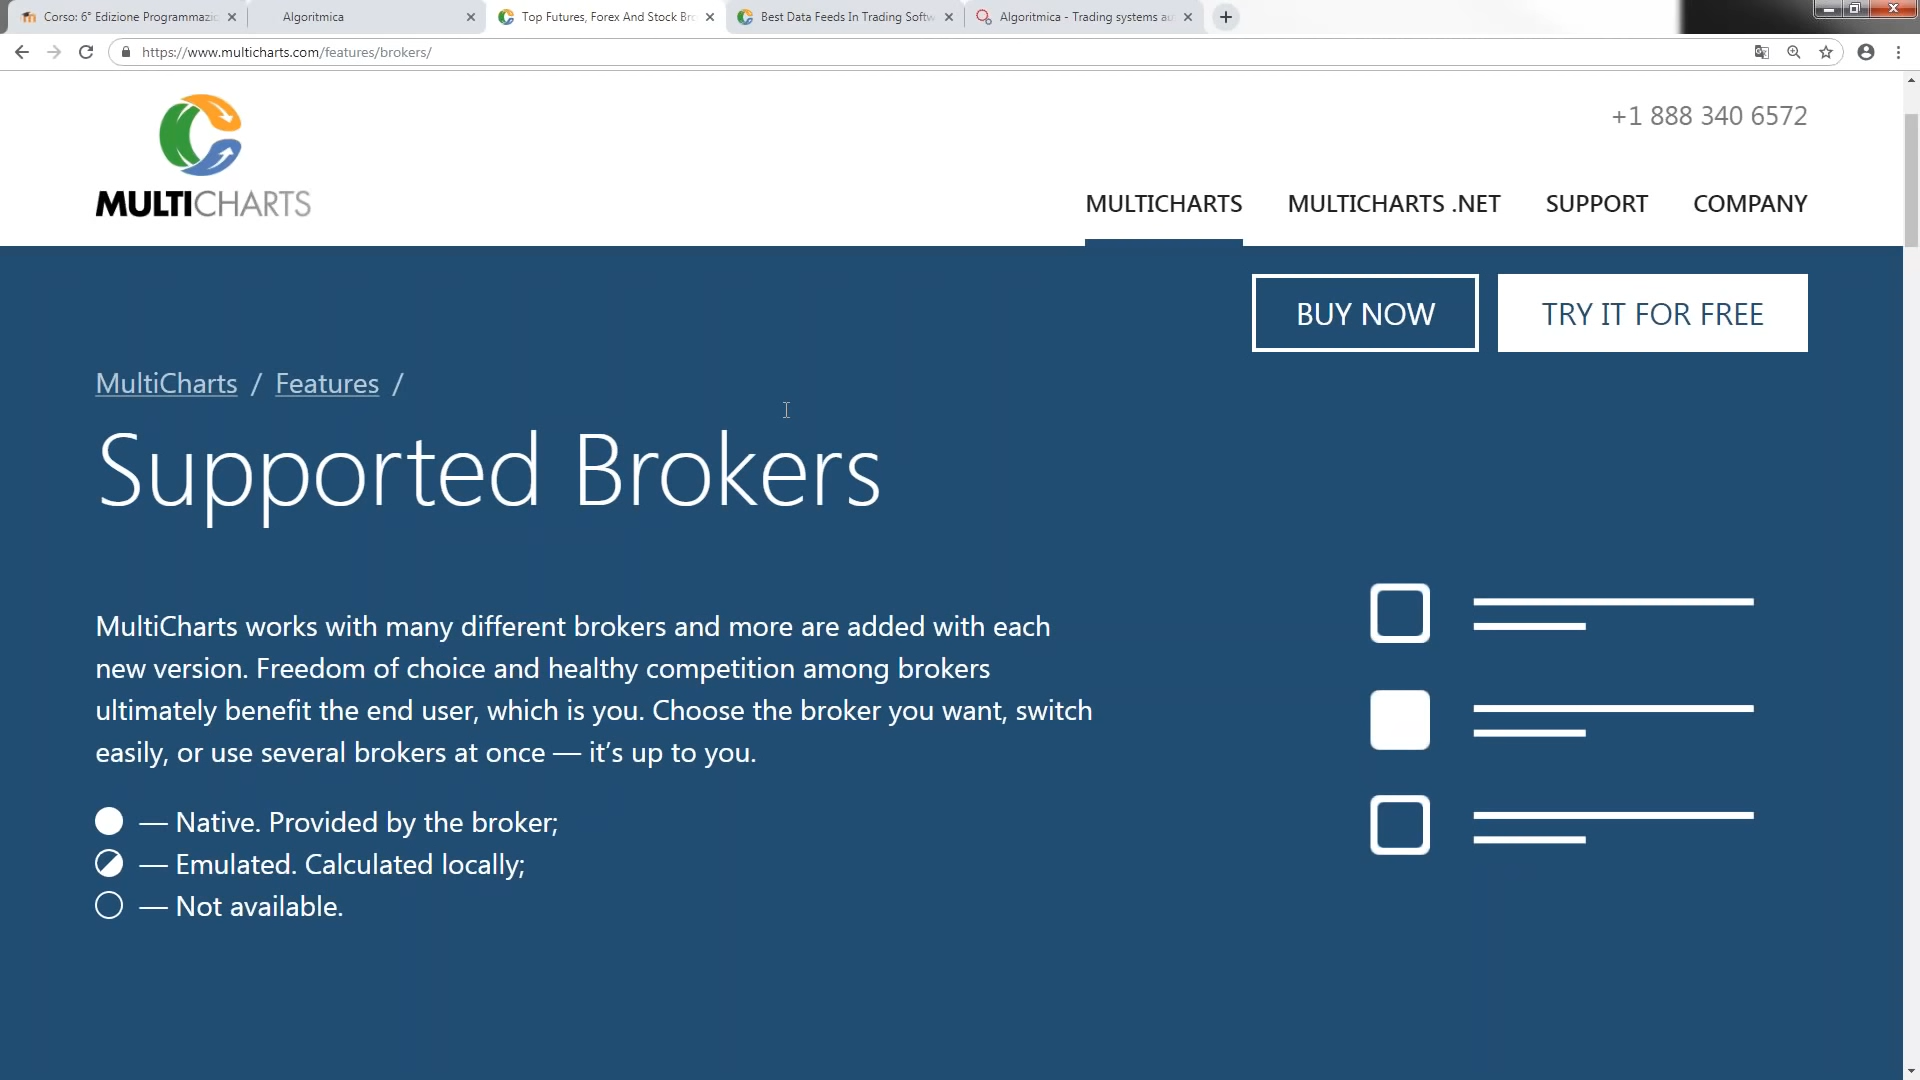 Corso: 6° Edizione Programmazic
Algoritmica
Top Futures, Forex And Stock Bro
Best Data Feeds In Trading Softw
Algoritmica - Trading systems au
https://www.multicharts.com/features/brokers/
+1 888 340 6572
MULTICHARTS
MULTICHARTS MULTICHARTS .NET SUPPORT COMPANY
BUY NOW TRY IT FOR FREE
MultiCharts / Features /
Supported Brokers
MultiCharts works with many different brokers and more are added with each
new version. Freedom of choice and healthy competition among brokers
ultimately benefit the end user, which is you. Choose the broker you want, switch
easily, or use several brokers at once — it’s up to you.
— Native. Provided by the broker;
— Emulated. Calculated locally;
— Not available.